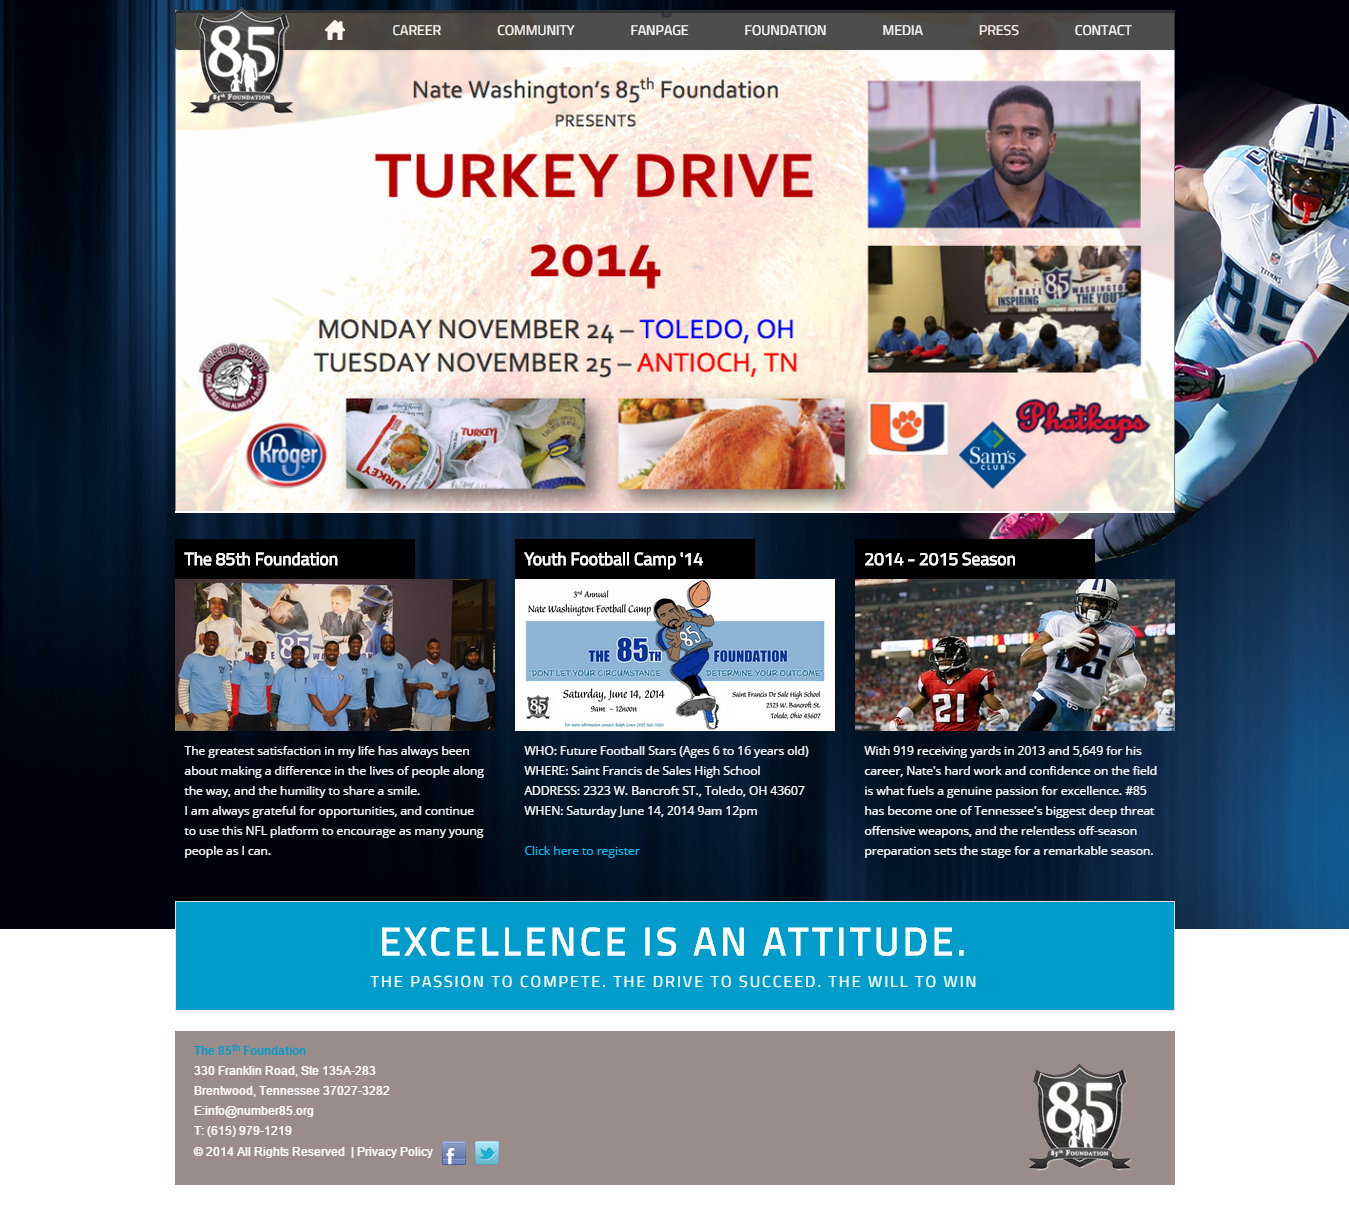 85
85th FOUNDATION
CAREER COMMUNITY FANPAGE FOUNDATION MEDIA PRESS CONTACT
Nate Washington's 85th Foundation
PRESENTS
TURKEY DRIVE
2014
MONDAY NOVEMBER 24 – TOLEDO, OH
TUESDAY NOVEMBER 25 – ANTIOCH, TN
NATE 85 WASHINGTON
INSPIRING THE YOUTH
Kroger
TURKEY
U
Sam's
CLUB
Phatkaps
TITANS
85
The 85th Foundation
85
Youth Football Camp '14
3rd Annual
Nate Washington Football Camp
85
THE 85TH FOUNDATION
"DON'T LET YOUR CIRCUMSTANCE DETERMINE YOUR OUTCOME"
Saturday, June 14, 2014
9am - 12noon
Saint Francis De Sale High School
2323 W. Bancroft St.
Toledo, Ohio 43607
85
2014 - 2015 Season
21
85
The greatest satisfaction in my life has always been
about making a difference in the lives of people along
the way, and the humility to share a smile.
I am always grateful for opportunities, and continue
to use this NFL platform to encourage as many young
people as I can.
WHO: Future Football Stars (Ages 6 to 16 years old)
WHERE: Saint Francis de Sales High School
ADDRESS: 2323 W. Bancroft ST., Toledo, OH 43607
WHEN: Saturday June 14, 2014 9am 12pm
Click here to register
With 919 receiving yards in 2013 and 5,649 for his
career, Nate's hard work and confidence on the field
is what fuels a genuine passion for excellence. #85
has become one of Tennessee's biggest deep threat
offensive weapons, and the relentless off-season
preparation sets the stage for a remarkable season.
EXCELLENCE IS AN ATTITUDE.
THE PASSION TO COMPETE. THE DRIVE TO SUCCEED. THE WILL TO WIN
The 85th Foundation
330 Franklin Road, Ste 135A-283
Brentwood, Tennessee 37027-3282
E:info@number85.org
T: (615) 979-1219
© 2014 All Rights Reserved | Privacy Policy
85
85th FOUNDATION